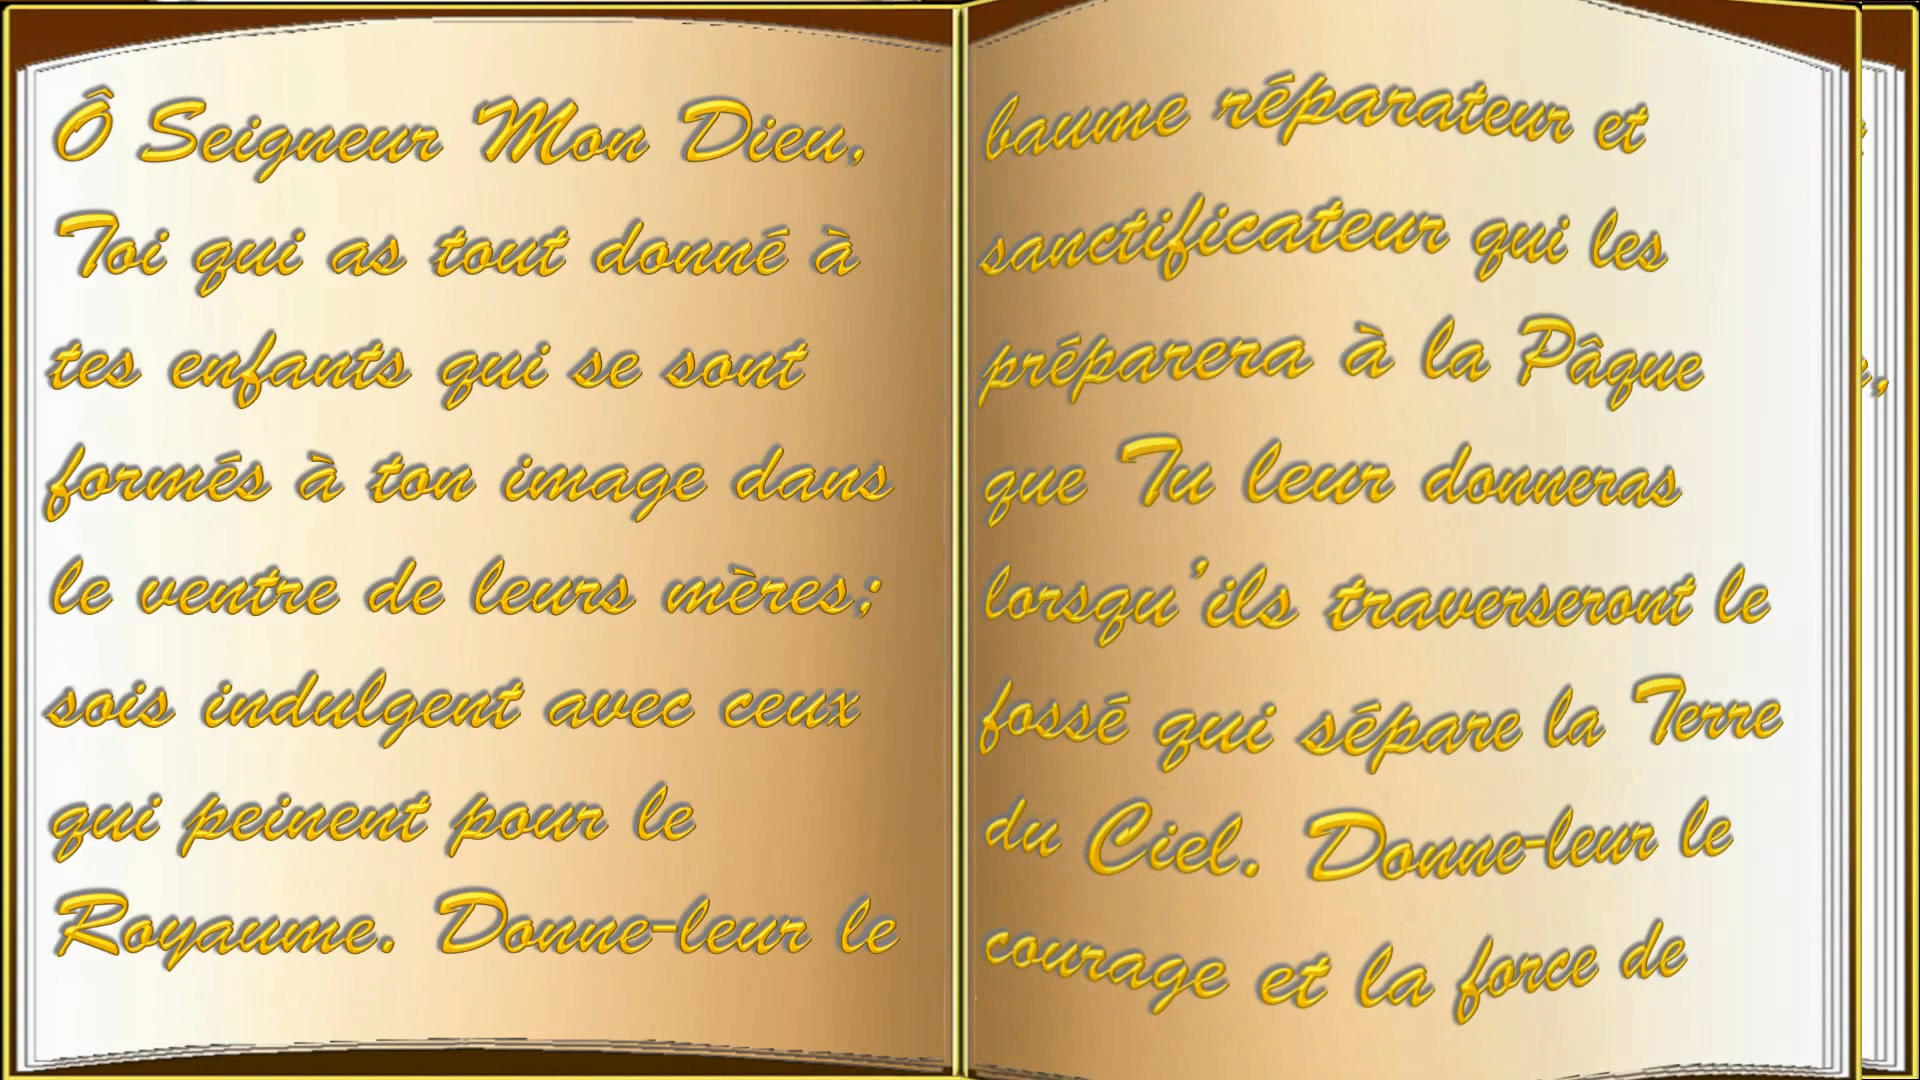 Ô Seigneur Mon Dieu,
Toi qui as tout donné à
tes enfants qui se sont
formés à ton image dans
le ventre de leurs mères;
sois indulgent avec ceux
qui peinent pour le
Royaume. Donne-leur le
baume réparateur et
sanctificateur qui les
préparera à la Pâque
que Tu leur donneras
lorsqu'ils traverseront le
fossé qui sépare la Terre
du Ciel. Donne-leur le
courage et la force de